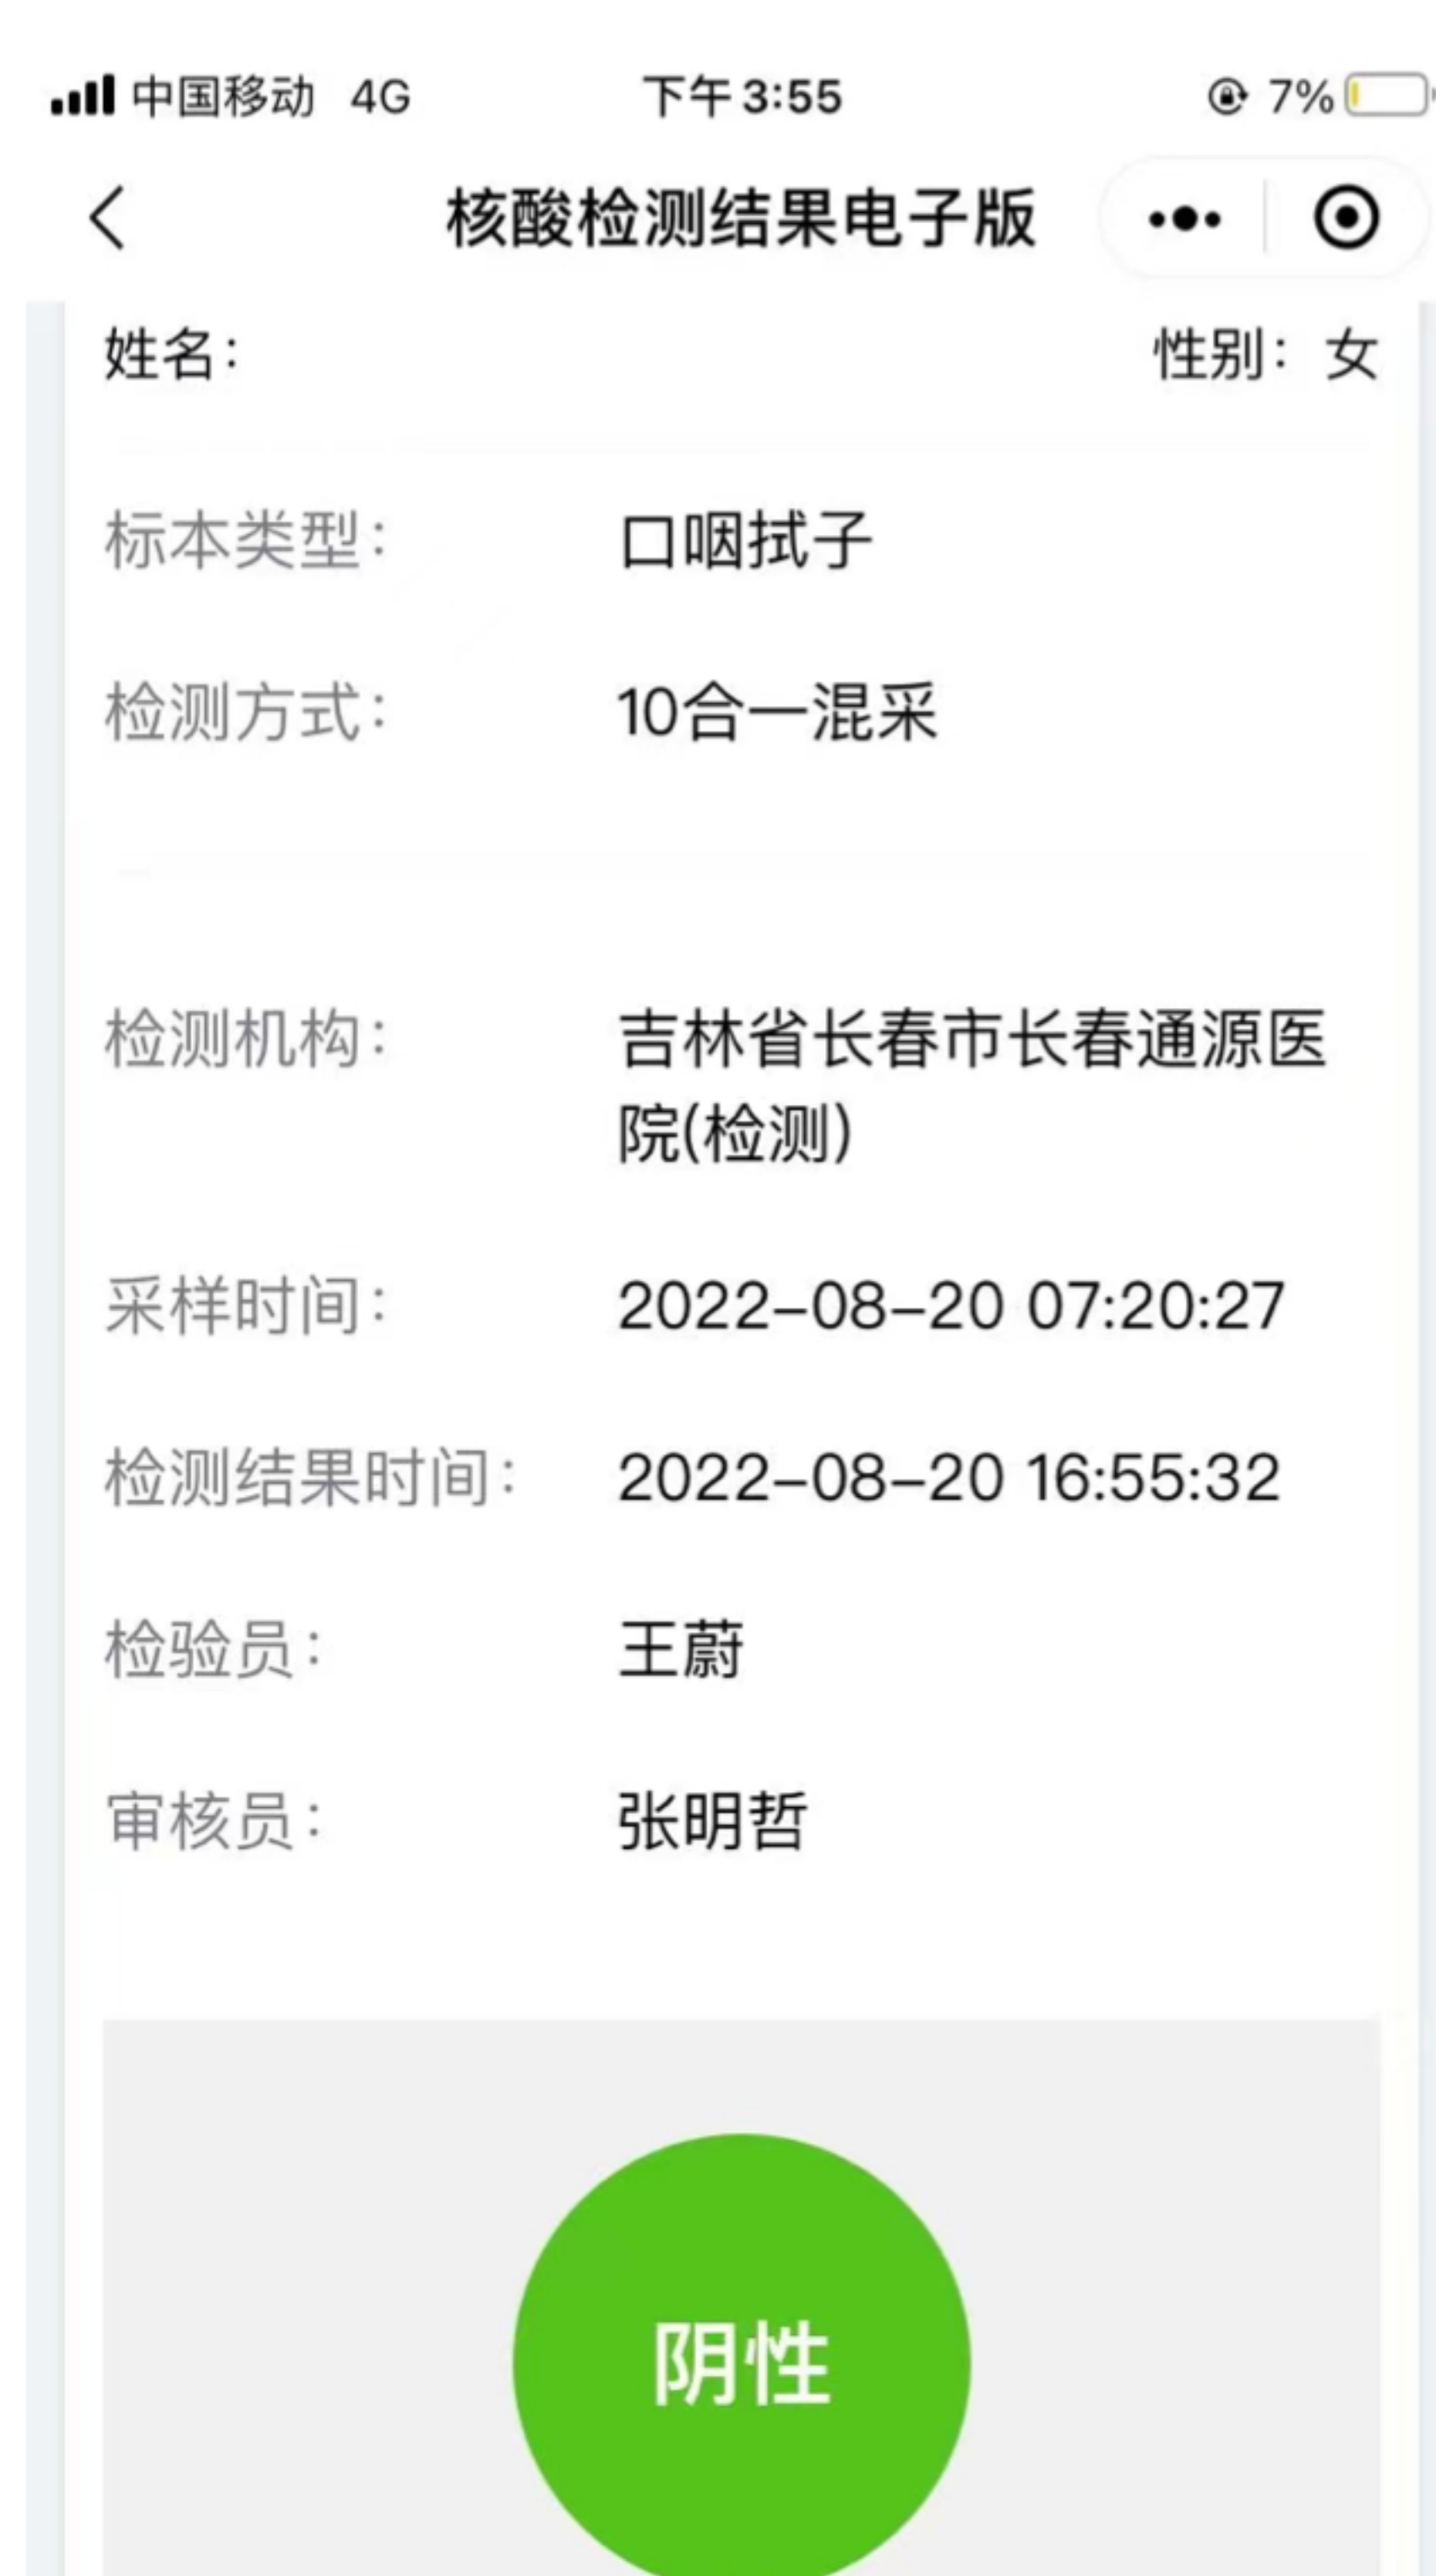 中国移动 4G 下午3:55 7%
核酸检测结果电子版
姓名： 性别：女
标本类型： 口咽拭子
检测方式： 10合一混采
检测机构： 吉林省长春市长春通源医
院(检测)
采样时间： 2022-08-20 07:20:27
检测结果时间： 2022-08-20 16:55:32
检验员： 王蔚
审核员： 张明哲
阴性